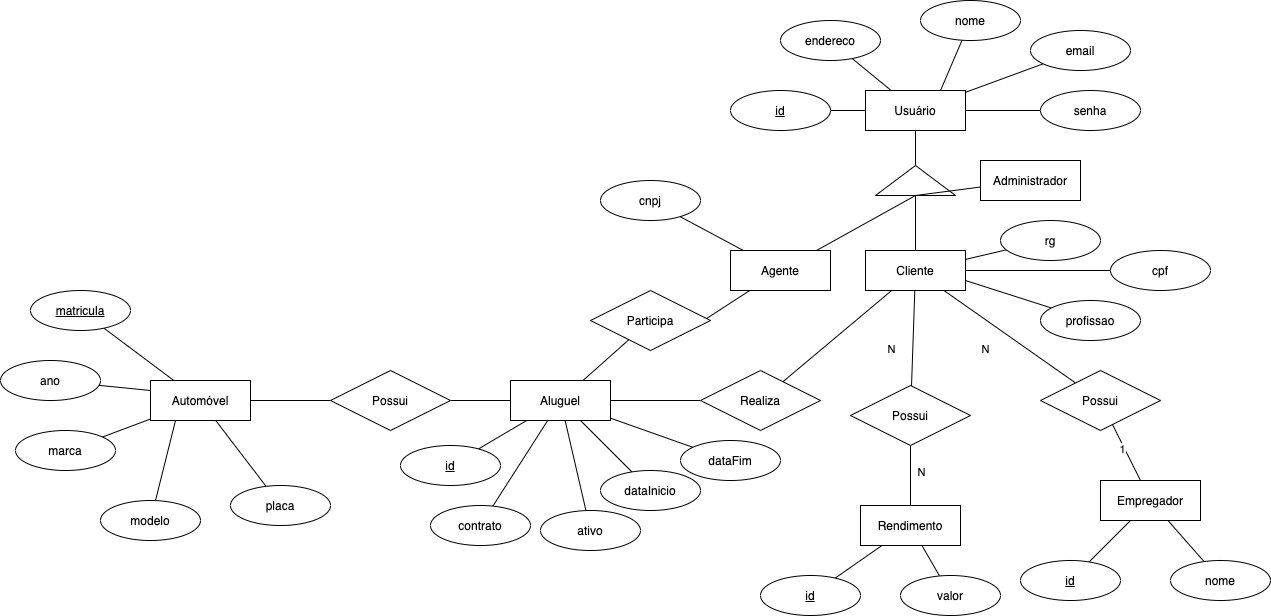 nome
endereco
email
id
Usuário
senha
Administrador
cnpj
rg
Agente
Cliente
cpf
matricula
Participa
profissao
N
N
ano
Automóvel
Possui
Aluguel
Realiza
Possui
Possui
marca
1
dataFim
id
N
dataInicio
placa
Empregador
modelo
contrato
ativo
Rendimento
id
nome
id
valor